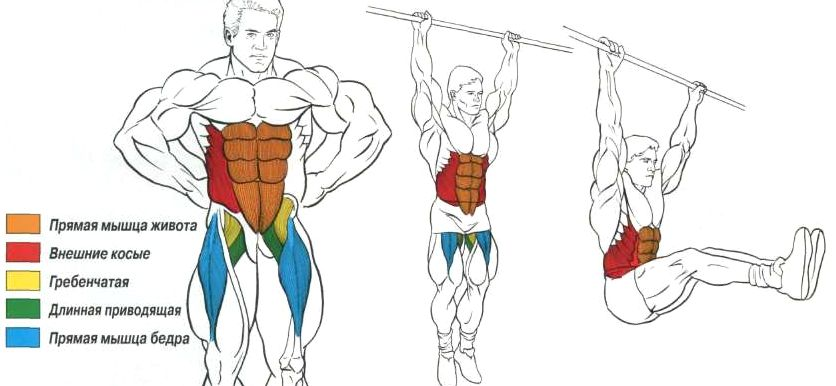 Прямая мышца живота
Внешние косые
Гребенчатая
Длинная приводящая
Прямая мышца бедра